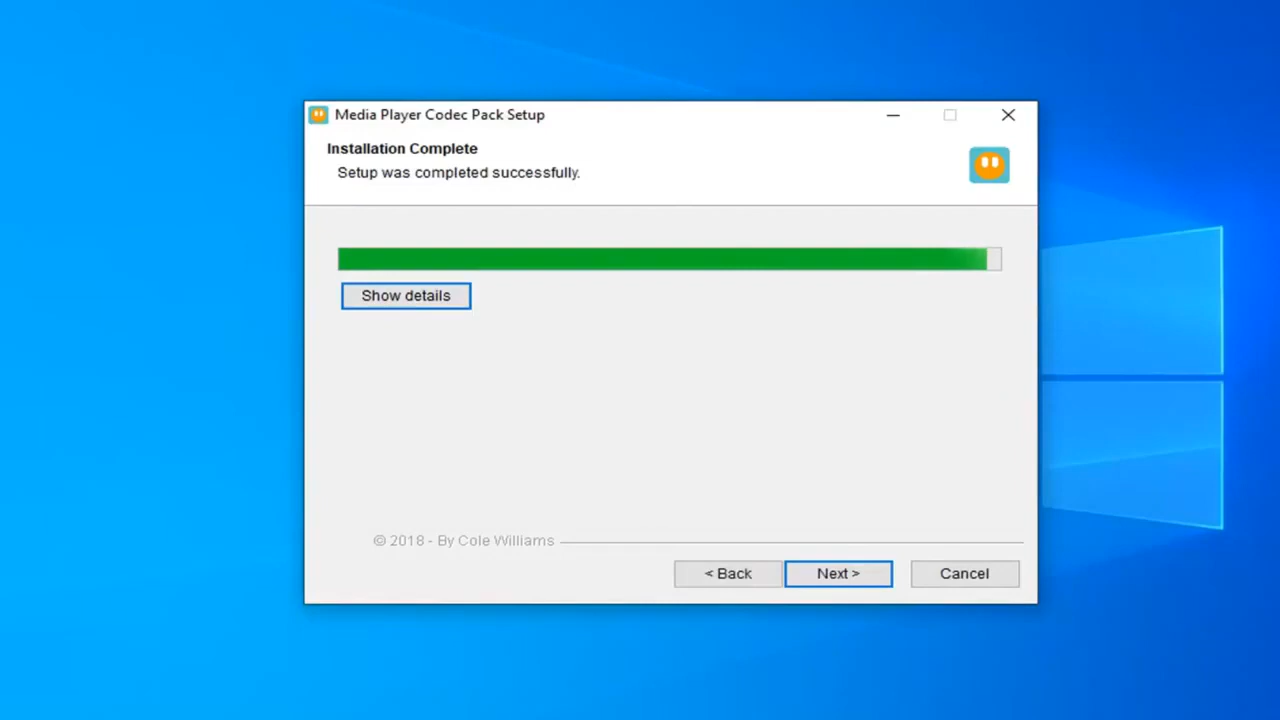 Media Player Codec Pack Setup
Installation Complete
Setup was completed successfully.
Show details
© 2018 - By Cole Williams
< Back
Next >
Cancel